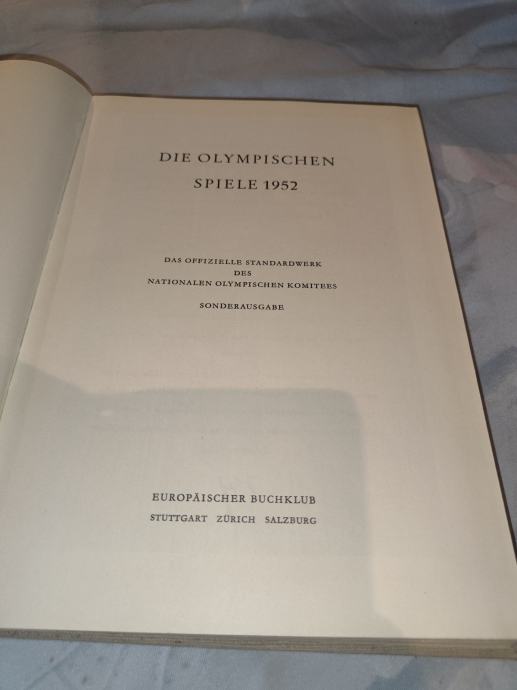 DIE OLYMPISCHEN
SPIELE 1952
DAS OFFIZIELLE STANDARDWERK
DES
NATIONALEN OLYMPISCHEN KOMITEES
SONDERAUSGABE
EUROPÄISCHER BUCHKLUB
STUTTGART ZÜRICH SALZBURG